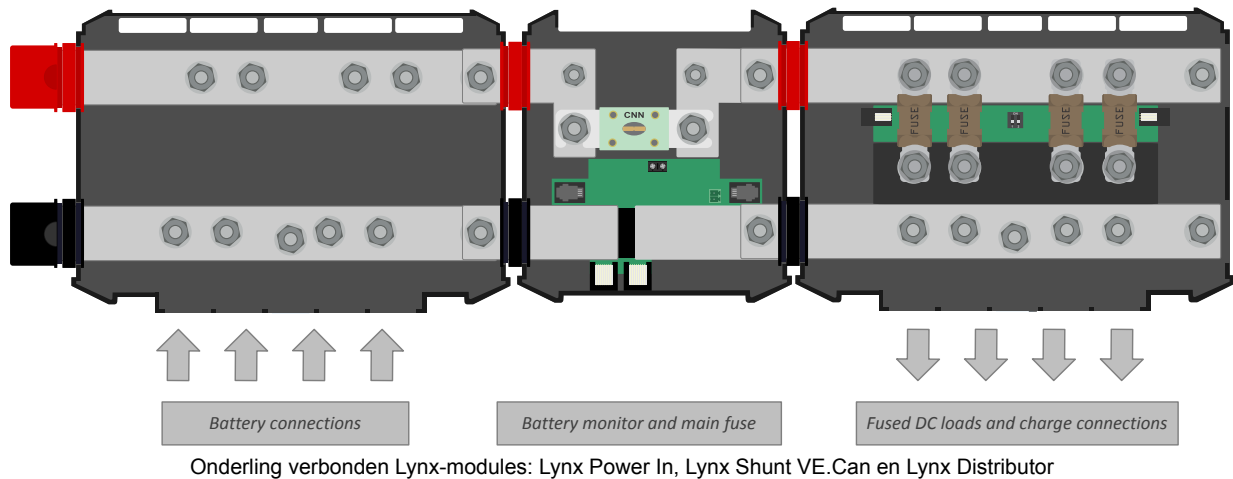 CNN
FUSE FUSE FUSE FUSE
Battery connections
Battery monitor and main fuse
Fused DC loads and charge connections
Onderling verbonden Lynx-modules: Lynx Power In, Lynx Shunt VE.Can en Lynx Distributor